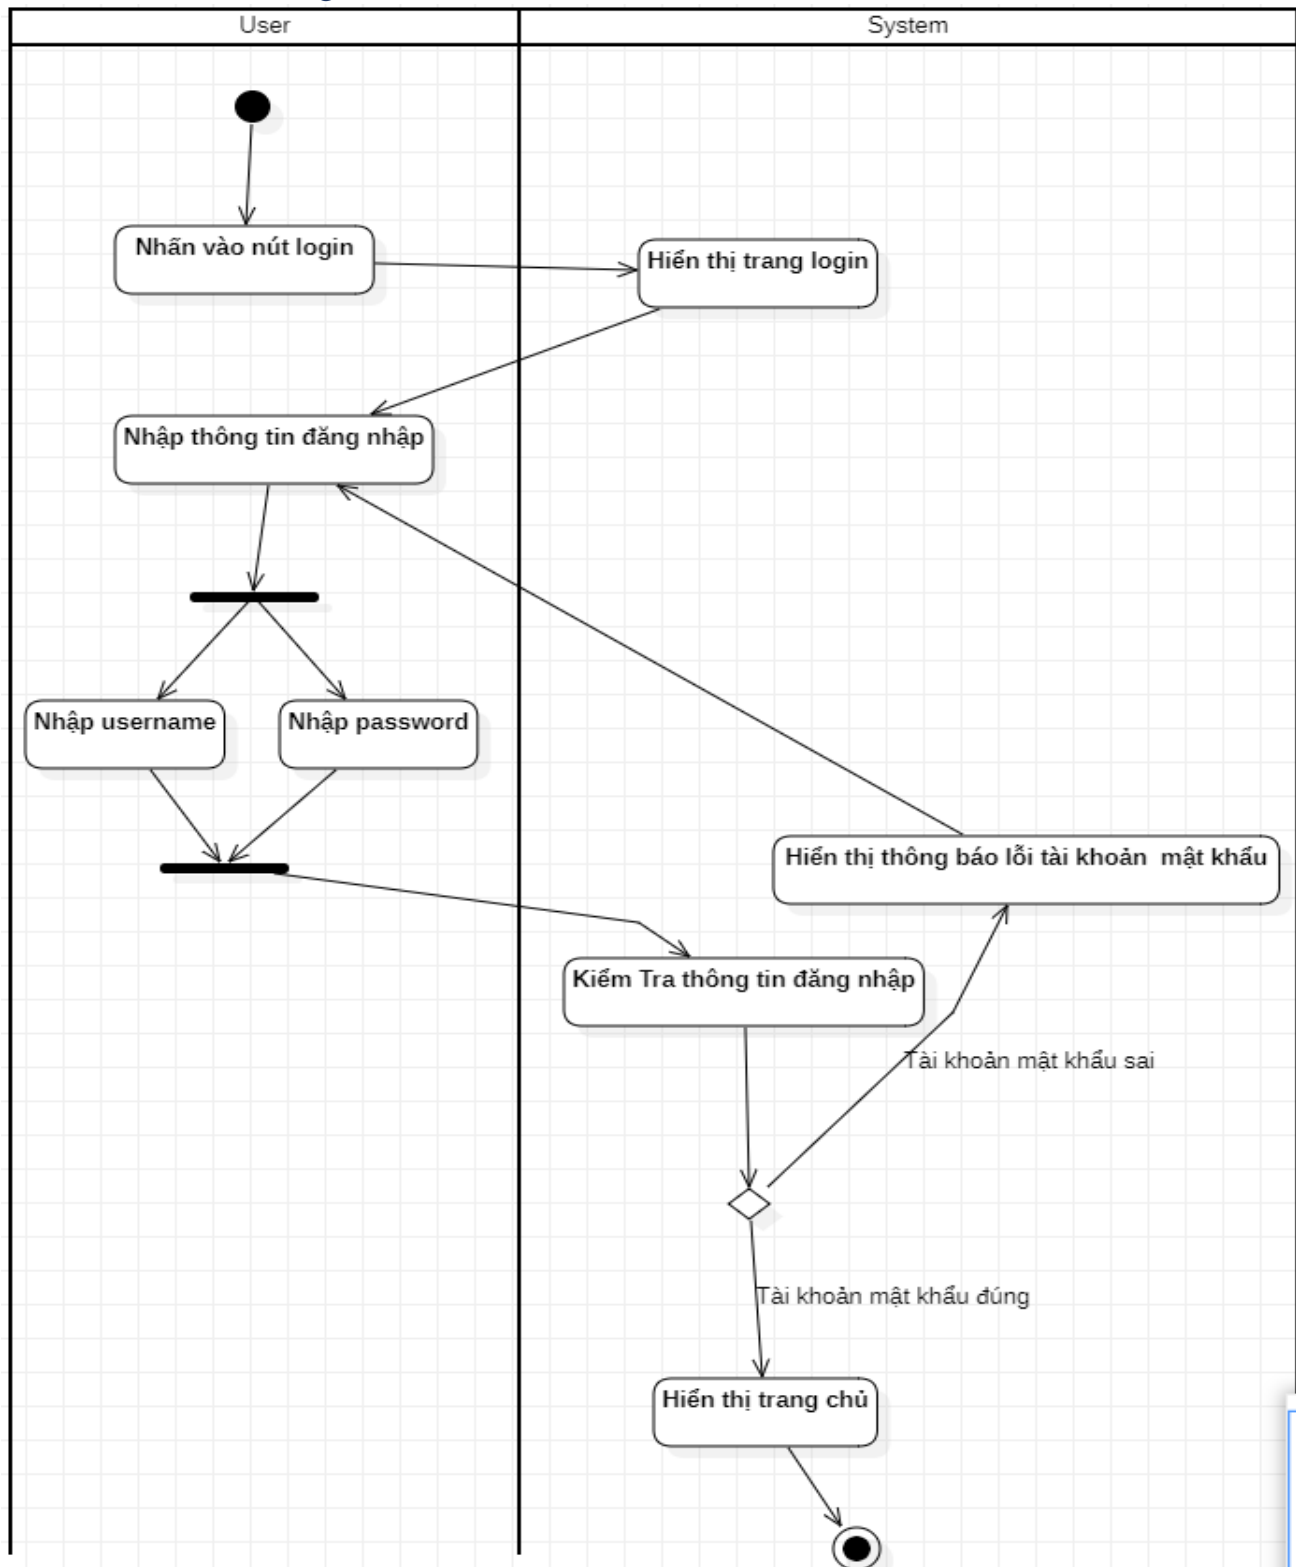 User
System
Nhấn vào nút login
Hiển thị trang login
Nhập thông tin đăng nhập
Nhập username
Nhập password
Hiển thị thông báo lỗi tài khoản  mật khẩu
Kiểm Tra thông tin đăng nhập
Tài khoản mật khẩu sai
Tài khoản mật khẩu đúng
Hiển thị trang chủ